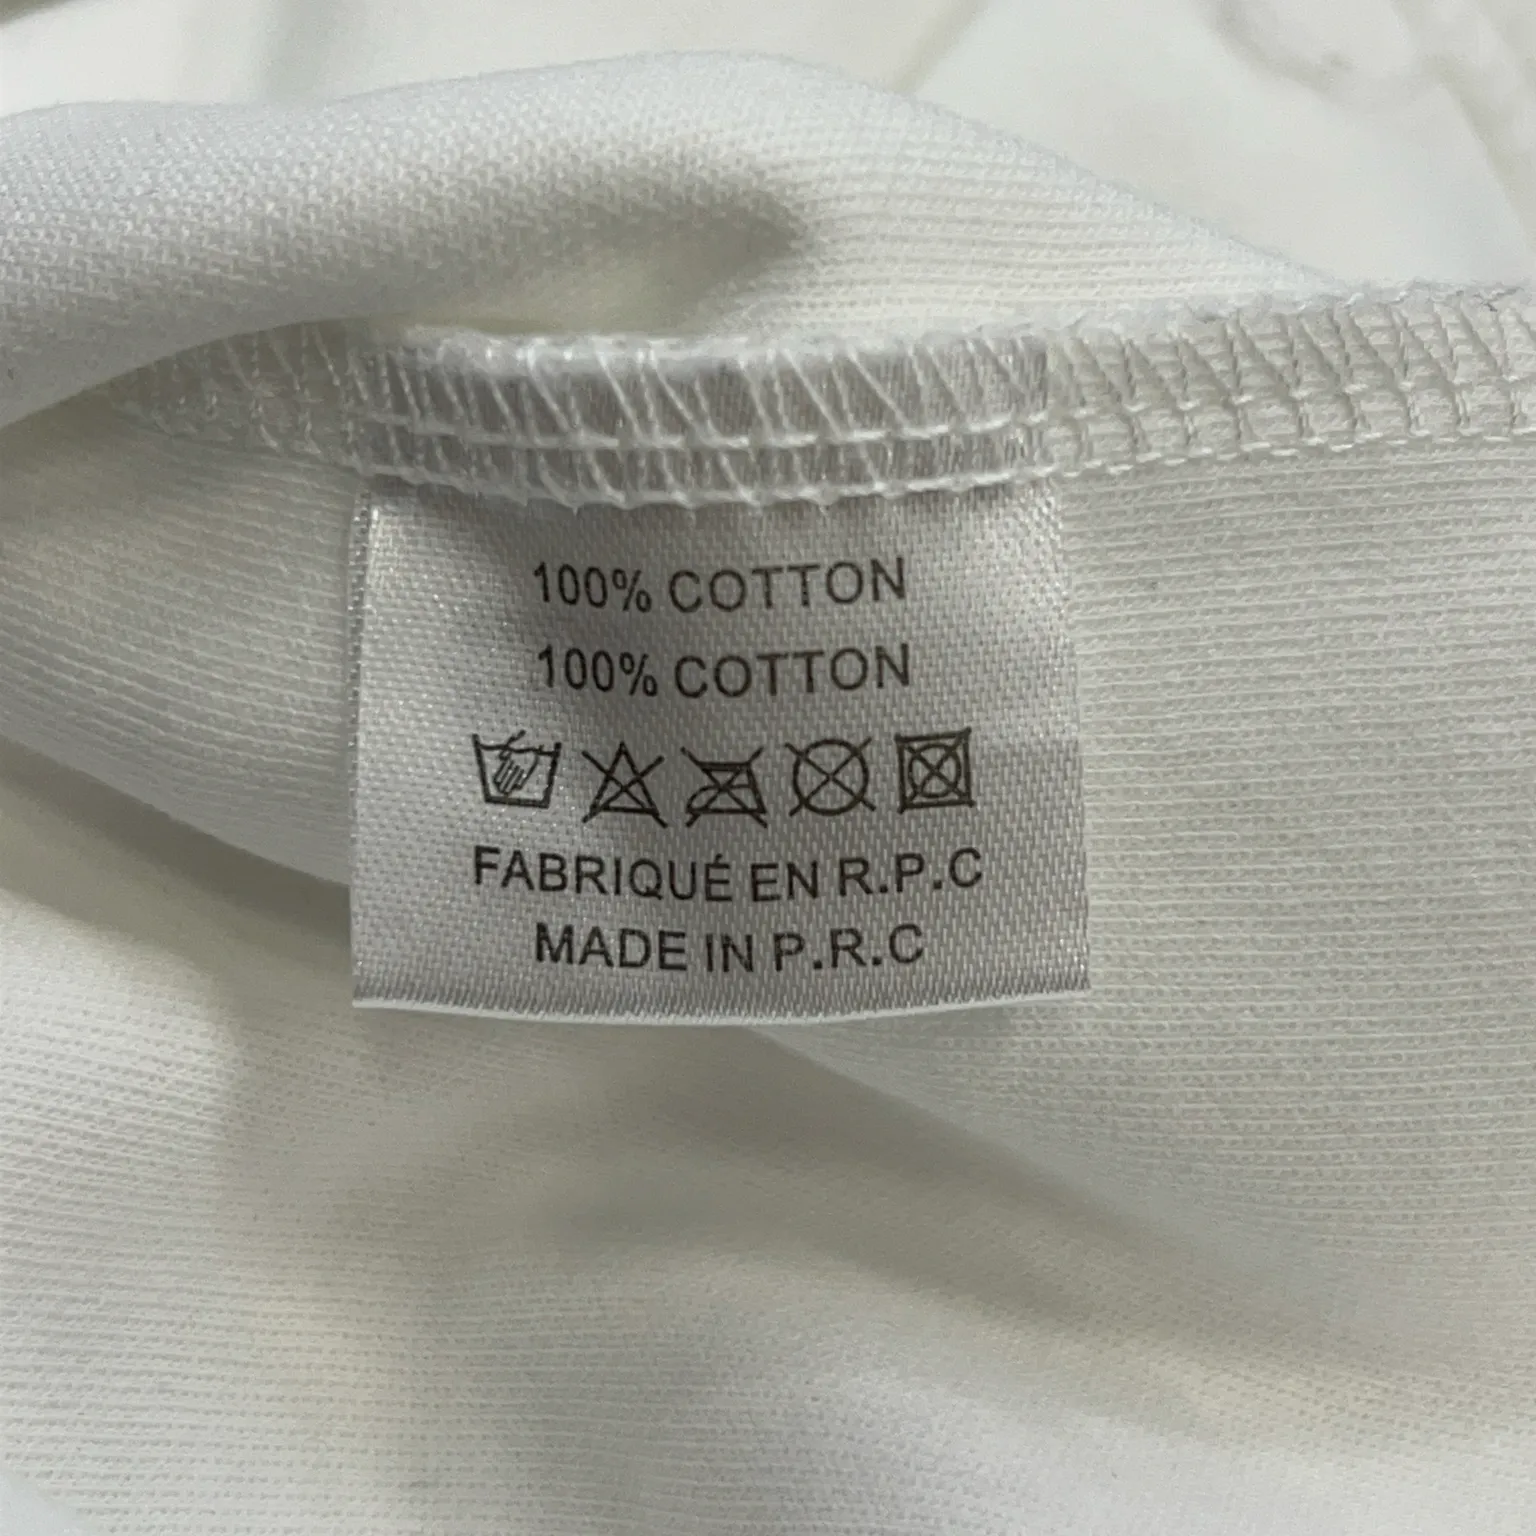 100% COTTON
100% COTTON
FABRIQUÉ EN R.P.C
MADE IN P.R.C